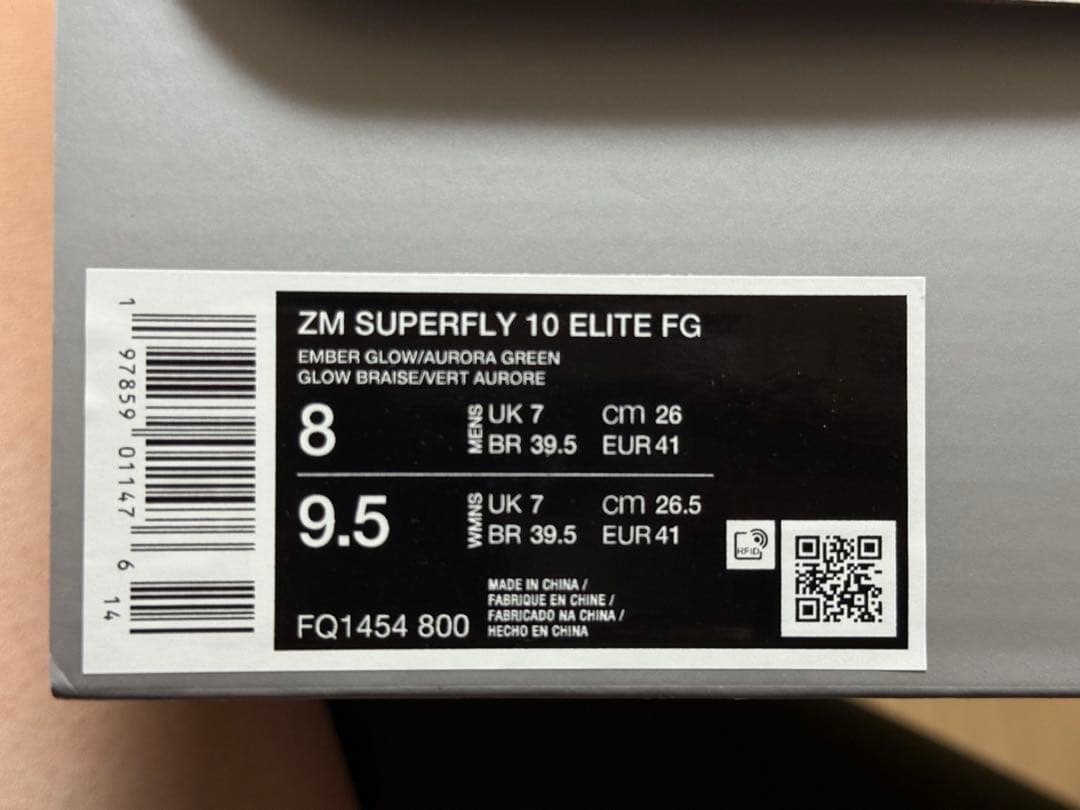 1
97859 01147 6
14
ZM SUPERFLY 10 ELITE FG
EMBER GLOW/AURORA GREEN
GLOW BRAISE/VERT AURORE
8
MENS
UK 7 cm 26
BR 39.5 EUR 41
9.5
WMNS
UK 7 cm 26.5
BR 39.5 EUR 41
RFID
FQ1454 800
MADE IN CHINA /
FABRIQUE EN CHINE /
FABRICADO NA CHINA /
HECHO EN CHINA